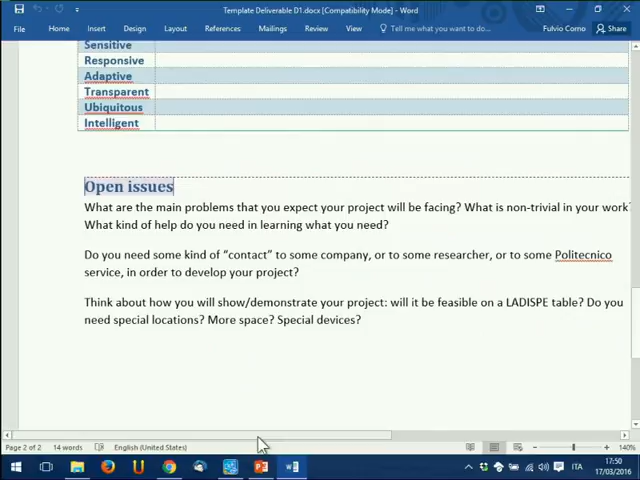 Template Deliverable D1.docx [Compatibility Mode] - Word
File Home Insert Design Layout References Mailings Review View Tell me what you want to do... Fulvio Corno Share
Sensitive
Responsive
Adaptive
Transparent
Ubiquitous
Intelligent
Open issues
What are the main problems that you expect your project will be facing? What is non-trivial in your work?
What kind of help do you need in learning what you need?
Do you need some kind of “contact” to some company, or to some researcher, or to some Politecnico
service, in order to develop your project?
Think about how you will show/demonstrate your project: will it be feasible on a LADISPE table? Do you
need special locations? More space? Special devices?
Page 2 of 2 14 words English (United States) 140%
ITA 17:50
17/03/2016